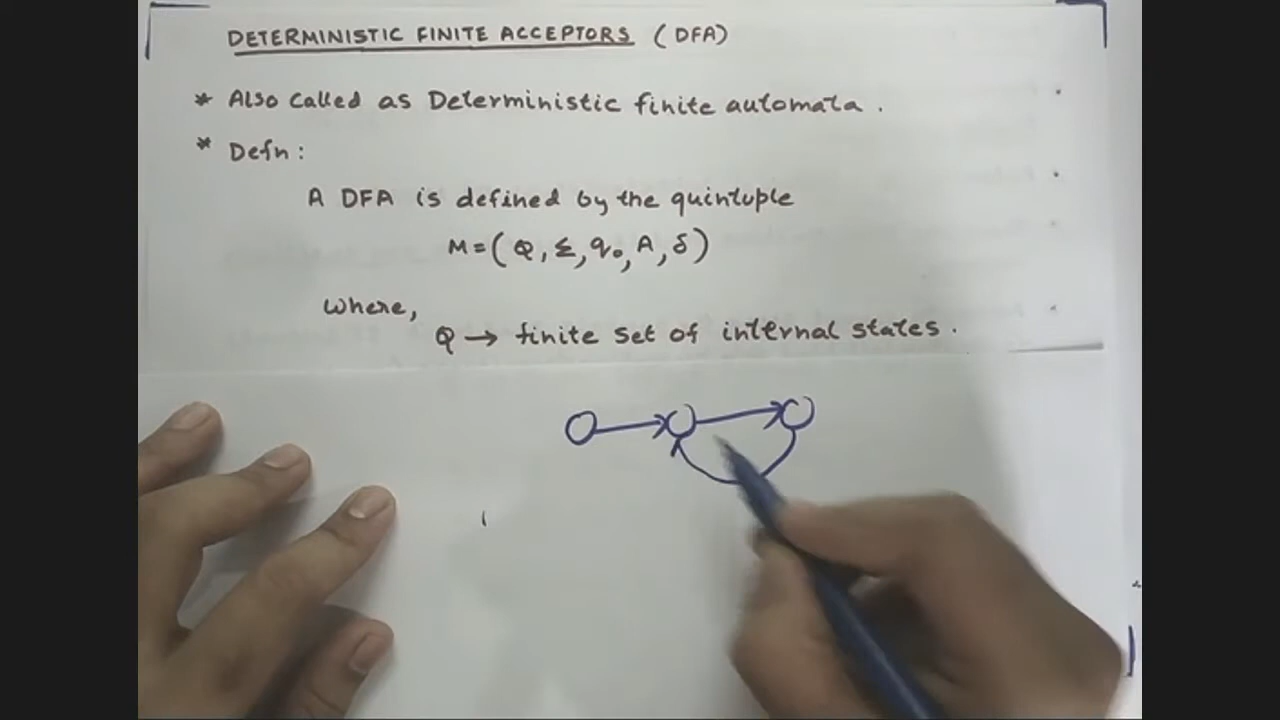 DETERMINISTIC FINITE ACCEPTORS (DFA)
* Also called as Deterministic finite automata.
* Defn:
A DFA is defined by the quintuple
M = (Q, Σ, q₀, A, δ)
where,
Q → finite set of internal states.